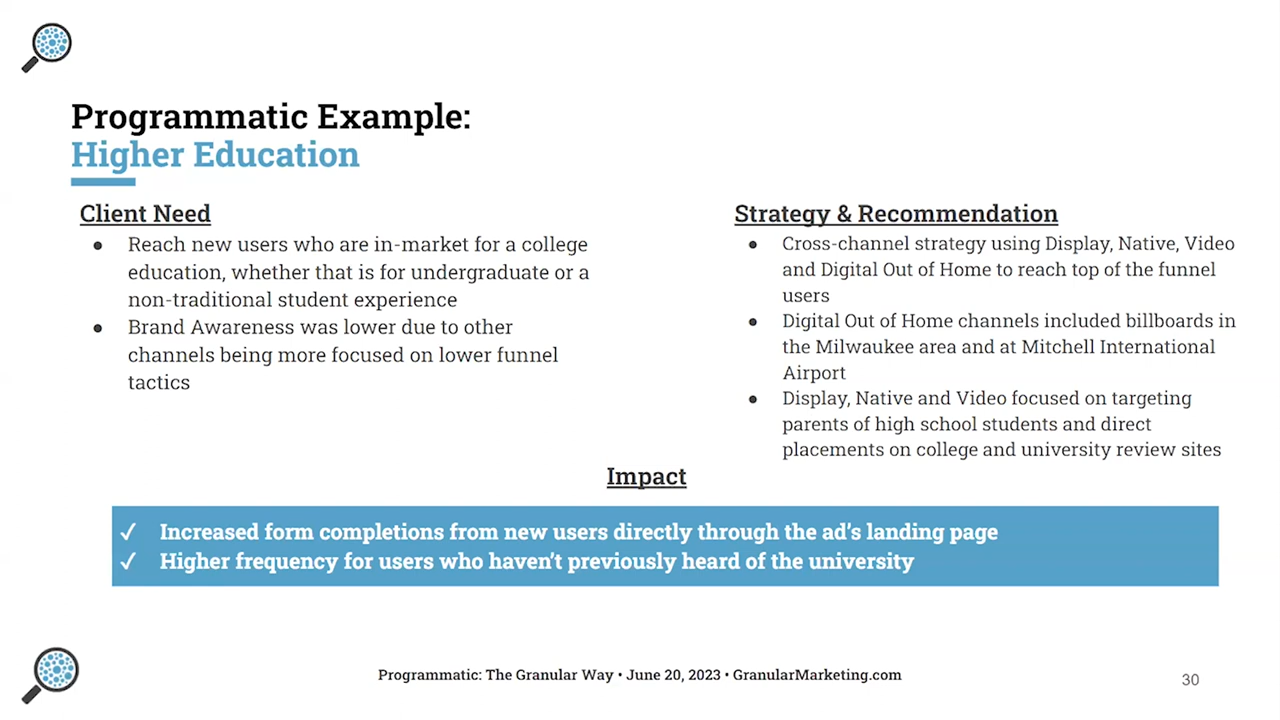 Programmatic Example:
Higher Education
Client Need
● Reach new users who are in-market for a college
education, whether that is for undergraduate or a
non-traditional student experience
● Brand Awareness was lower due to other
channels being more focused on lower funnel
tactics
Strategy & Recommendation
● Cross-channel strategy using Display, Native, Video
and Digital Out of Home to reach top of the funnel
users
● Digital Out of Home channels included billboards in
the Milwaukee area and at Mitchell International
Airport
● Display, Native and Video focused on targeting
parents of high school students and direct
placements on college and university review sites
Impact
✓ Increased form completions from new users directly through the ad’s landing page
✓ Higher frequency for users who haven’t previously heard of the university
Programmatic: The Granular Way • June 20, 2023 • GranularMarketing.com
30